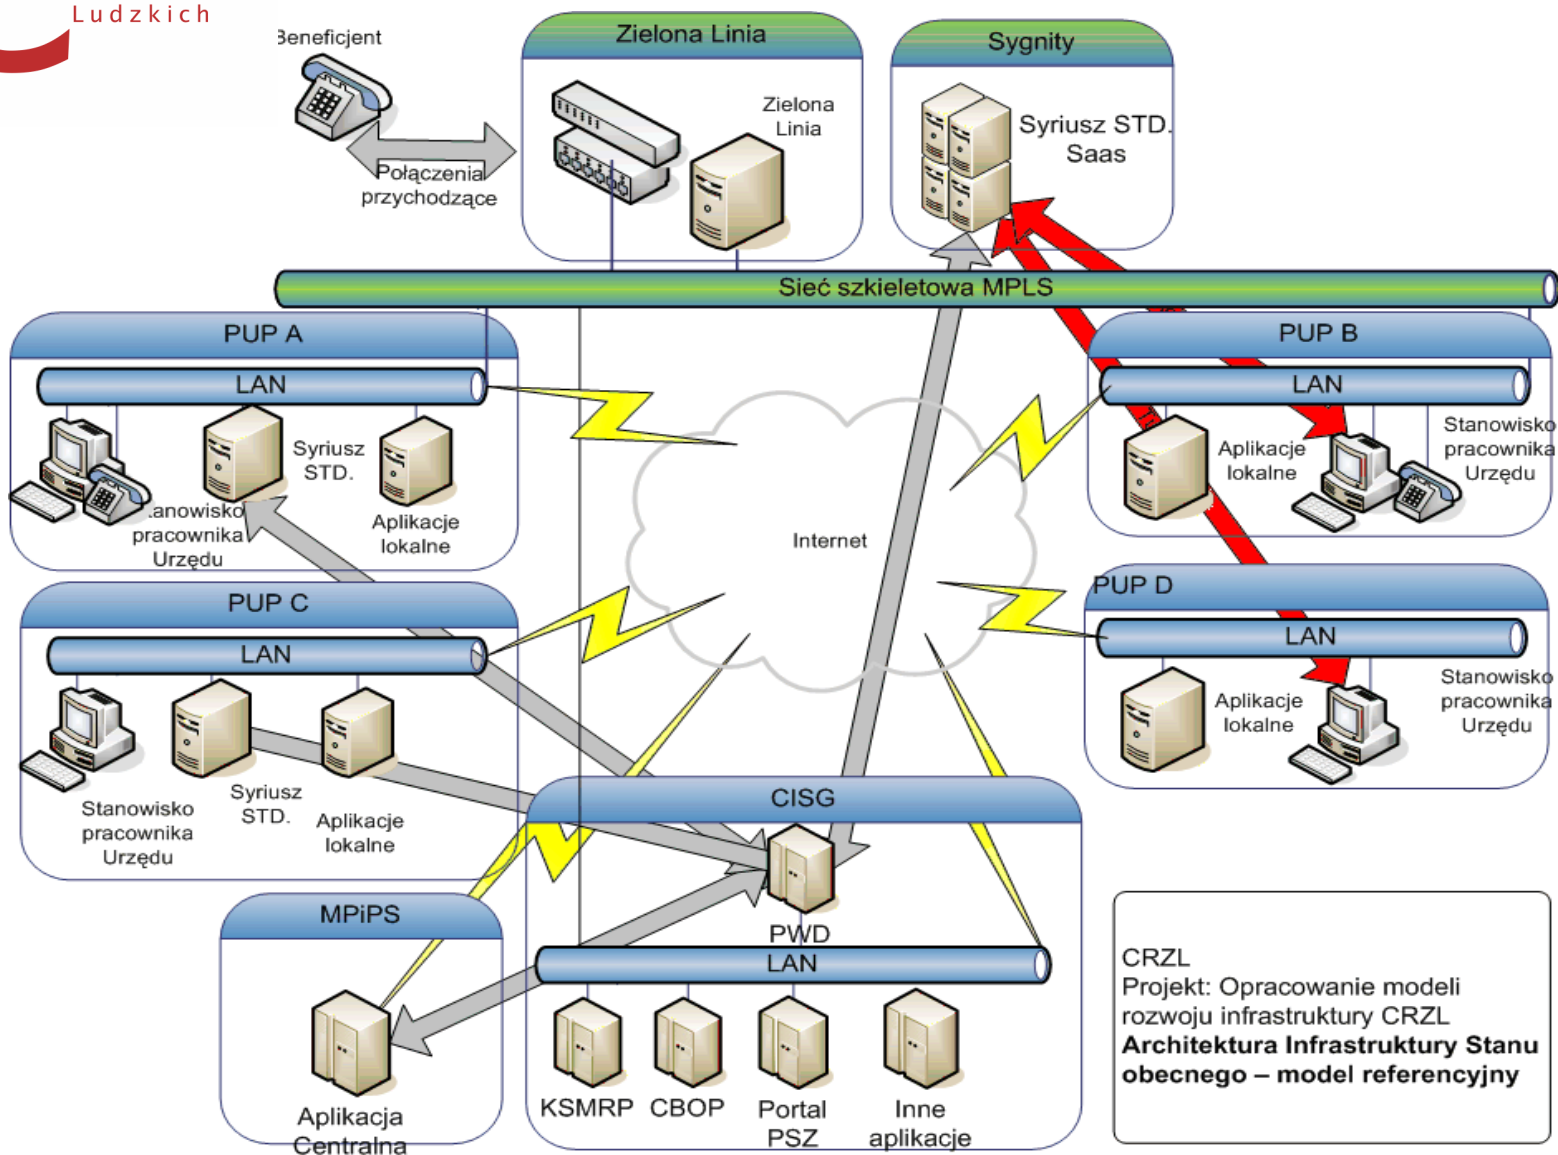 Ludzkich
Beneficjent
Połączenia
przychodzące
Zielona Linia
Zielona
Linia
Sygnity
Syriusz STD.
Saas
Sieć szkieletowa MPLS
PUP A
LAN
Syriusz
STD.
Stanowisko
pracownika
Urzędu
Aplikacje
lokalne
PUP B
LAN
Aplikacje
lokalne
Stanowisko
pracownika
Urzędu
Internet
PUP C
LAN
Stanowisko
pracownika
Urzędu
Syriusz
STD.
Aplikacje
lokalne
PUP D
LAN
Aplikacje
lokalne
Stanowisko
pracownika
Urzędu
CISG
PWD
LAN
KSMRP
CBOP
Portal
PSZ
Inne
aplikacje
MPiPS
Aplikacja
Centralna
CRZL
Projekt: Opracowanie modeli
rozwoju infrastruktury CRZL
Architektura Infrastruktury Stanu
obecnego – model referencyjny